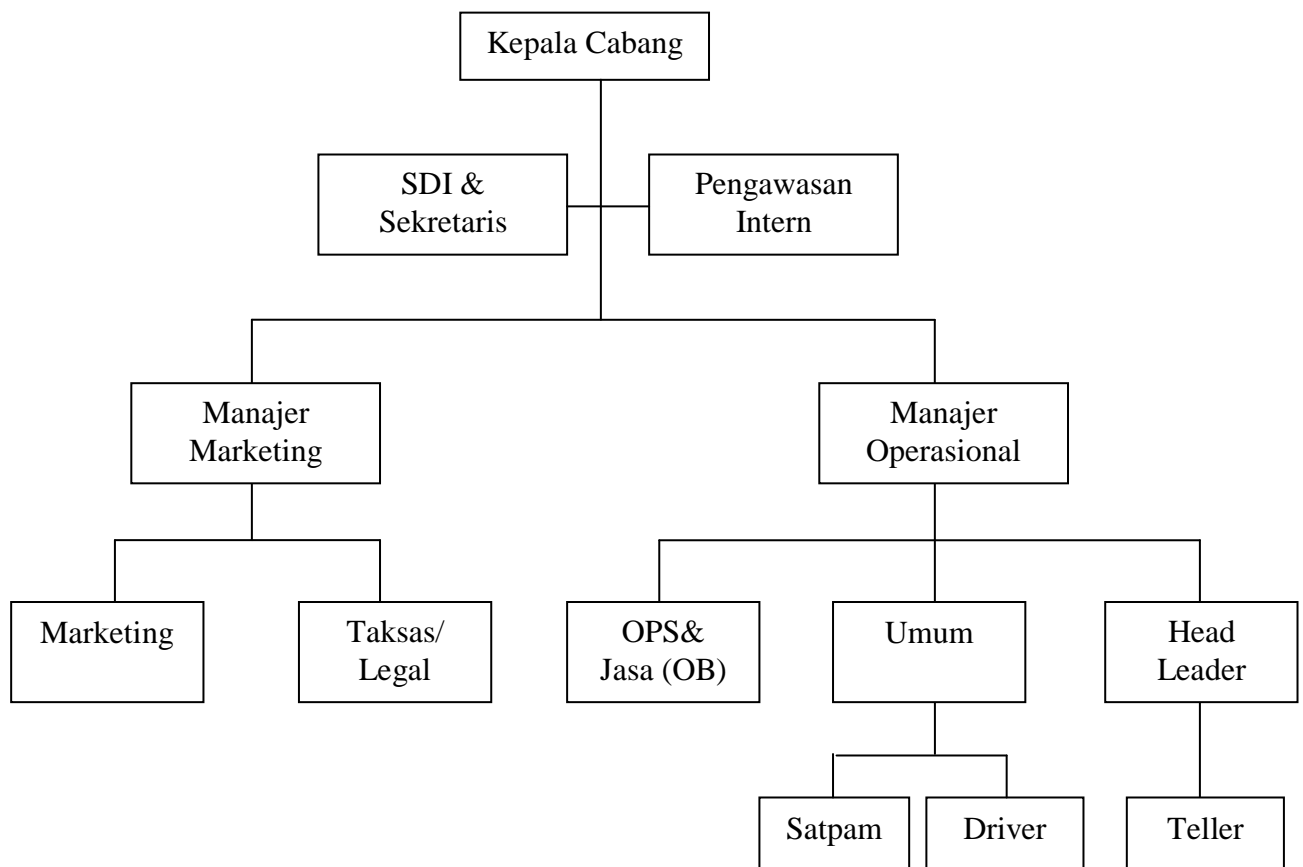 Kepala Cabang
SDI &
Sekretaris
Pengawasan
Intern
Manajer
Marketing
Manajer
Operasional
Marketing
Taksas/
Legal
OPS&
Jasa (OB)
Umum
Head
Leader
Satpam
Driver
Teller